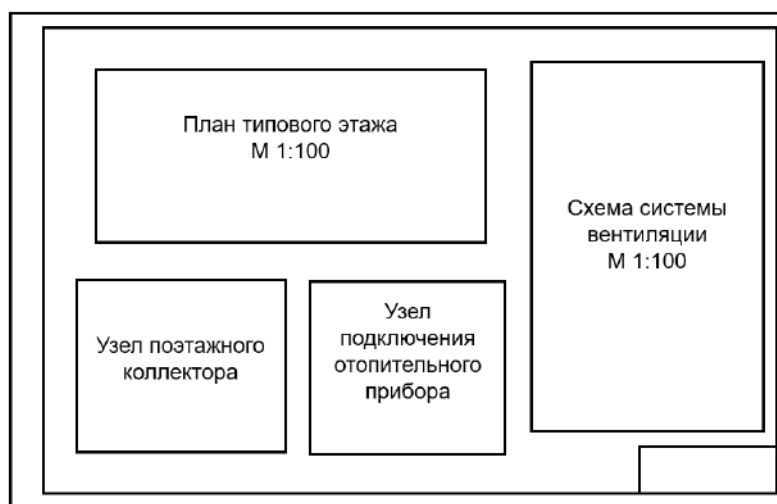 План типового этажа
М 1:100
Схема системы
вентиляции
М 1:100
Узел поэтажного
коллектора
Узел
подключения
отопительного
прибора